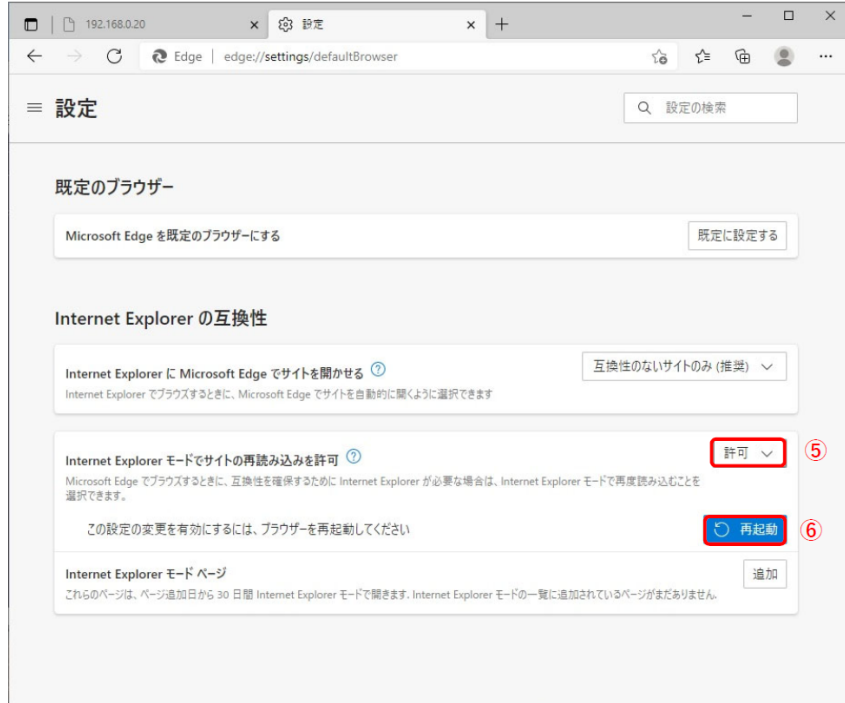 192.168.0.20
設定
Edge | edge://settings/defaultBrowser
設定
設定の検索
既定のブラウザー
Microsoft Edge を既定のブラウザーにする
既定に設定する
Internet Explorer の互換性
Internet Explorer に Microsoft Edge でサイトを開かせる
互換性のないサイトのみ (推奨)
Internet Explorer でブラウズするときに、Microsoft Edge でサイトを自動的に開くように選択できます
Internet Explorer モードでサイトの再読み込みを許可
許可
⑤
Microsoft Edge でブラウズするときに、互換性を確保するために Internet Explorer が必要な場合は、Internet Explorer モードで再度読み込むことを
選択できます。
この設定の変更を有効にするには、ブラウザーを再起動してください
再起動
⑥
Internet Explorer モード ページ
追加
これらのページは、ページ追加日から 30 日間 Internet Explorer モードで開きます. Internet Explorer モードの一覧に追加されているページがまだありません.